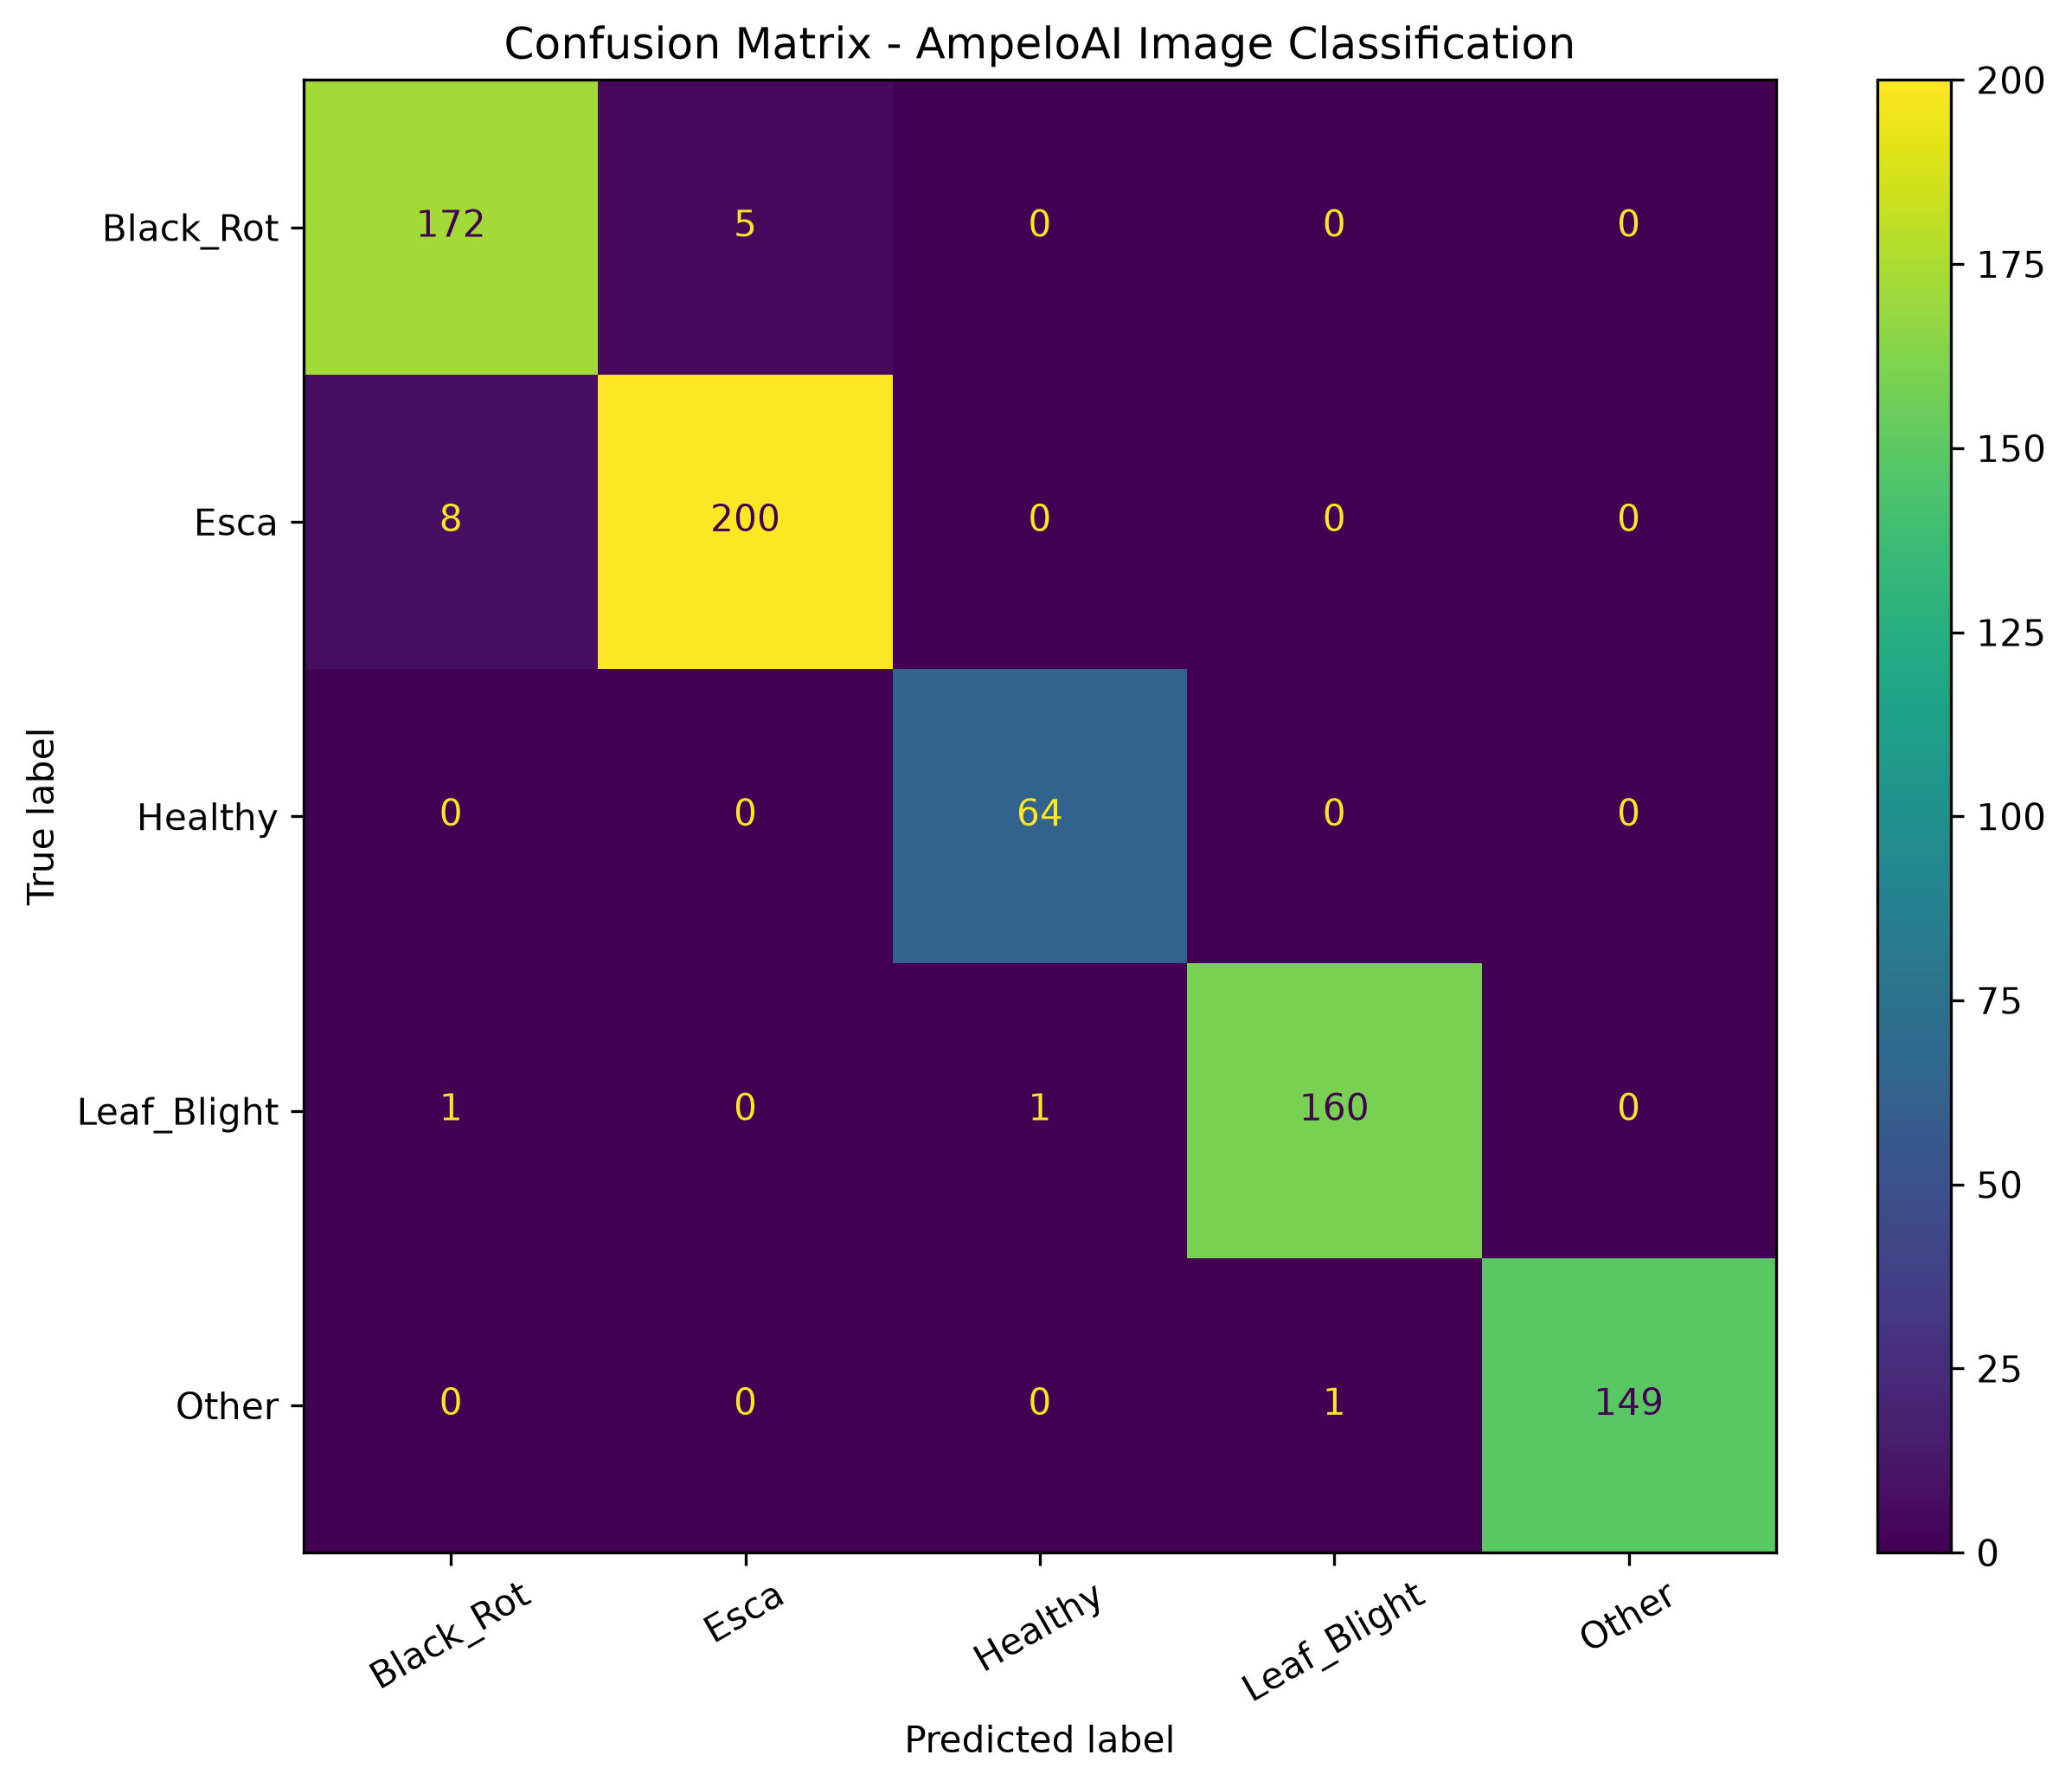 Confusion Matrix - AmpeloAI Image Classification
True label
Black_Rot 172 5 0 0 0
Esca 8 200 0 0 0
Healthy 0 0 64 0 0
Leaf_Blight 1 0 1 160 0
Other 0 0 0 1 149
Black_Rot Esca Healthy Leaf_Blight Other
Predicted label
200
175
150
125
100
75
50
25
0